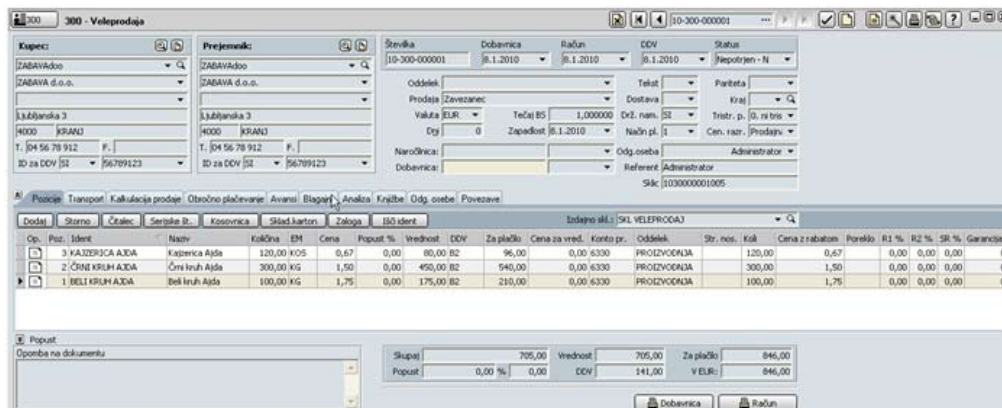 300 300 - Veleprodaja 10-300-000001 ...
Kupec: Prejemnik: Številka Dobavnica Račun DDV Status
ZABAVAdoo ZABAVAdoo 10-300-000001 8.1.2010 8.1.2010 8.1.2010 Nepotrjen - N
ZABAVA d.o.o. ZABAVA d.o.o. Oddelek Tekst Pariteta
Prodaja Zavezanec Dostava Kraj
Ljubljanska 3 Ljubljanska 3 Valuta EUR Tečaj BS 1,000000 Drž. nam. SI Tristr. p. 0. ni tris
4000 KRANJ 4000 KRANJ Dni 0 Zapadlost 8.1.2010 Način pl. 1 Cen. razr. Prodajn
T. 04 56 78 912 F. T. 04 56 78 912 F. Naročilnica: Odg.oseba Administrator
ID za DDV SI 56789123 ID za DDV SI 56789123 Dobavnica: Referent Administrator
Sklic 1030000001005
Pozicije Transport Kalkulacija prodaje Obročno plačevanje Avansi Blagajna Analiza Knjižbe Odg. osebe Povezave
Dodaj Storno Čitalec Serijske št. Kosovnica Sklad.karton Zaloga Išči ident Izdajno skl.: SKL VELEPRODAJ
Op. Poz. Ident Naziv Količina EM Cena Popust % Vrednost DDV Za plačilo Cena za vred. Konto pr. Oddelek Str. nos. Koli Cena z rabatom Poreklo R1 % R2 % SR % Garancija
3 KAJZERICA AJDA Kajzerica Ajda 120,00 KOS 0,67 0,00 80,00 B2 96,00 0,00 6330 PROIZVODNJA 120,00 0,67 0,00 0,00 0,00
2 ČRNI KRUH AJDA Črni kruh Ajda 300,00 KG 1,50 0,00 450,00 B2 540,00 0,00 6330 PROIZVODNJA 300,00 1,50 0,00 0,00 0,00
1 BELI KRUH AJDA Beli kruh Ajda 100,00 KG 1,75 0,00 175,00 B2 210,00 0,00 6330 PROIZVODNJA 100,00 1,75 0,00 0,00 0,00
Popust
Opomba na dokumentu Skupaj 705,00 Vrednost 705,00 Za plačilo 846,00
Popust 0,00 % 0,00 DDV 141,00 V EUR: 846,00
Dobavnica Račun